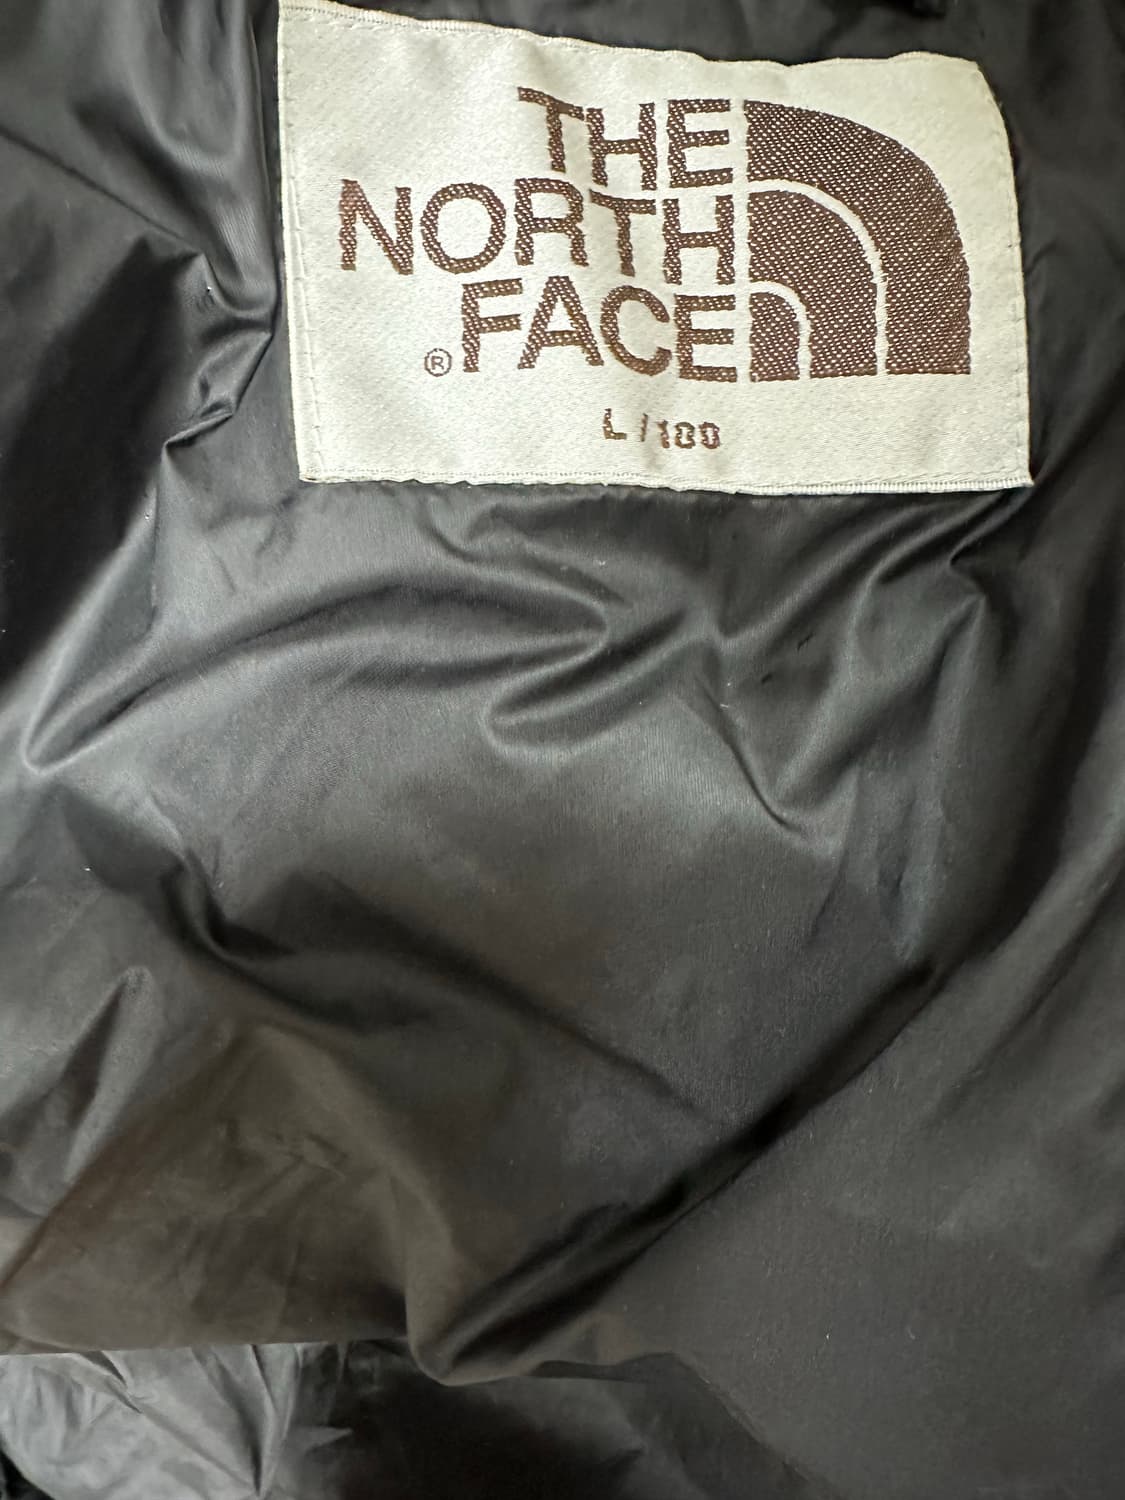 THE
NORTH
FACE
®
L/100